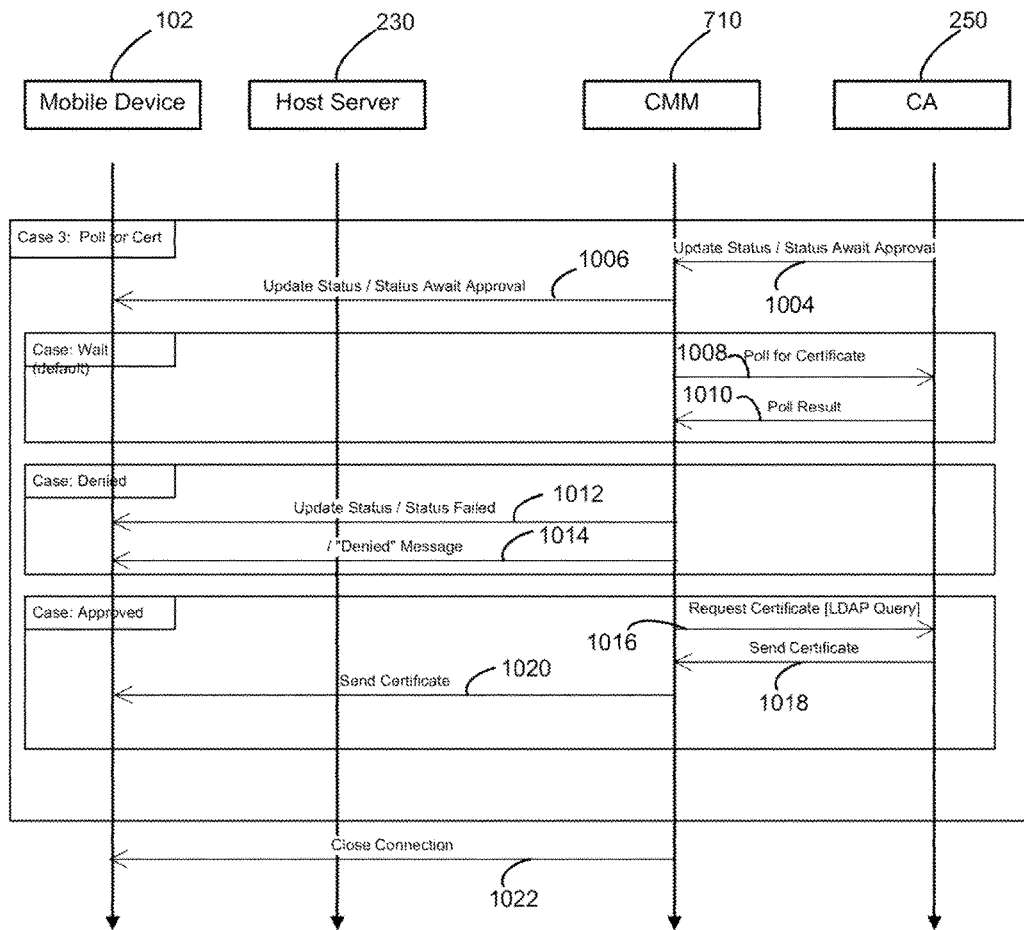 102
230
710
250
Mobile Device
Host Server
CMM
CA
Case 3: Poll for Cert
Update Status / Status Await Approval
1004
1006
Update Status / Status Await Approval
Case: Wait
(default)
1008
Poll for Certificate
1010
Poll Result
Case: Denied
1012
Update Status / Status Failed
1014
/ "Denied" Message
Case: Approved
Request Certificate [LDAP Query]
1016
Send Certificate
1018
1020
Send Certificate
Close Connection
1022